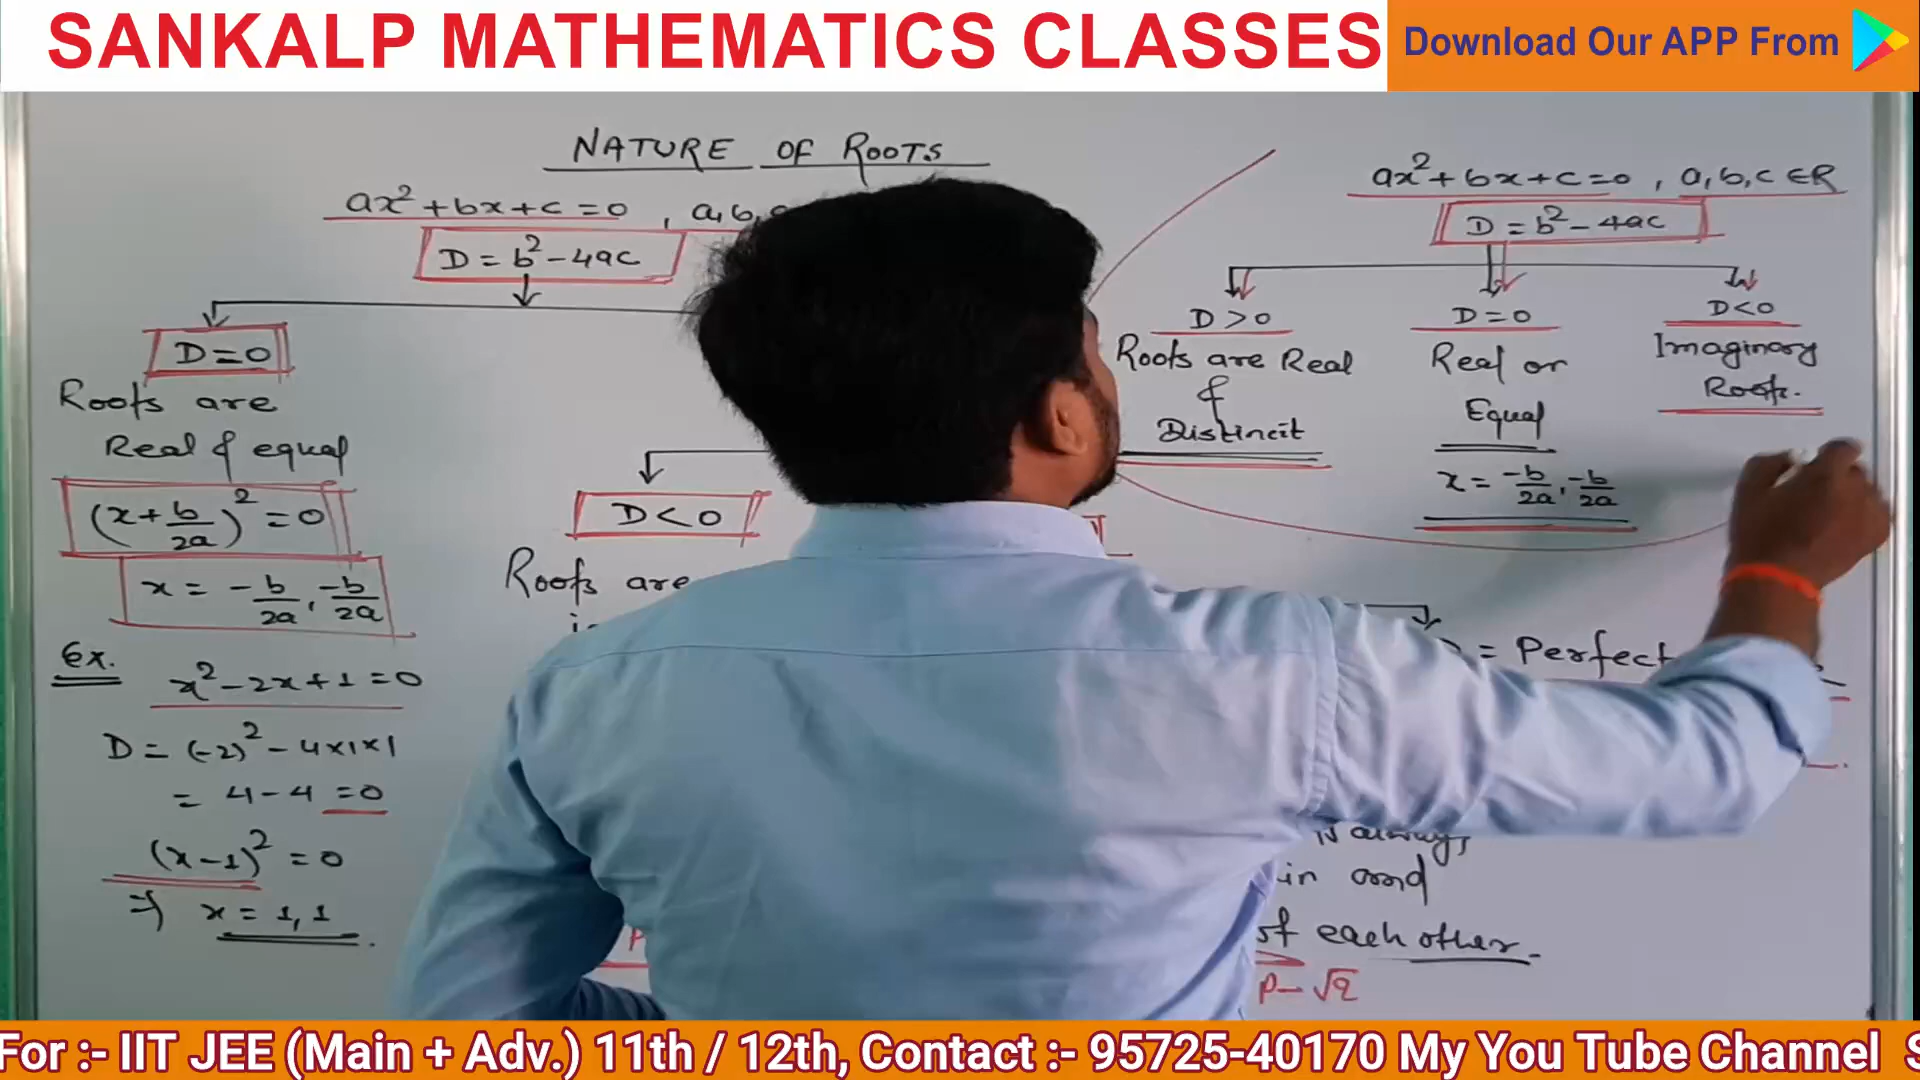 SANKALP MATHEMATICS CLASSES
Download Our APP From
NATURE OF ROOTS
ax²+bx+c=0 , a,b,
D = b²-4ac
D=0
Roots are
Real & equal
(x+b/2a)²=0
x = -b/2a, -b/2a
Ex.
x²-2x+1=0
D = (-2)²-4×1×1
= 4-4 =0
(x-1)²=0
⇒ x = 1, 1
D<0
Roots are
ax²+bx+c=0 , a,b,c ∈R
D = b²-4ac
D>0
Roots are Real
&
Distincit
D=0
Real or
Equal
x = -b/2a, -b/2a
D<0
Imaginary
Roots.
= Perfect
always
in and
of each other.
P-√q
For :- IIT JEE (Main + Adv.) 11th / 12th, Contact :- 95725-40170 My You Tube Channel S